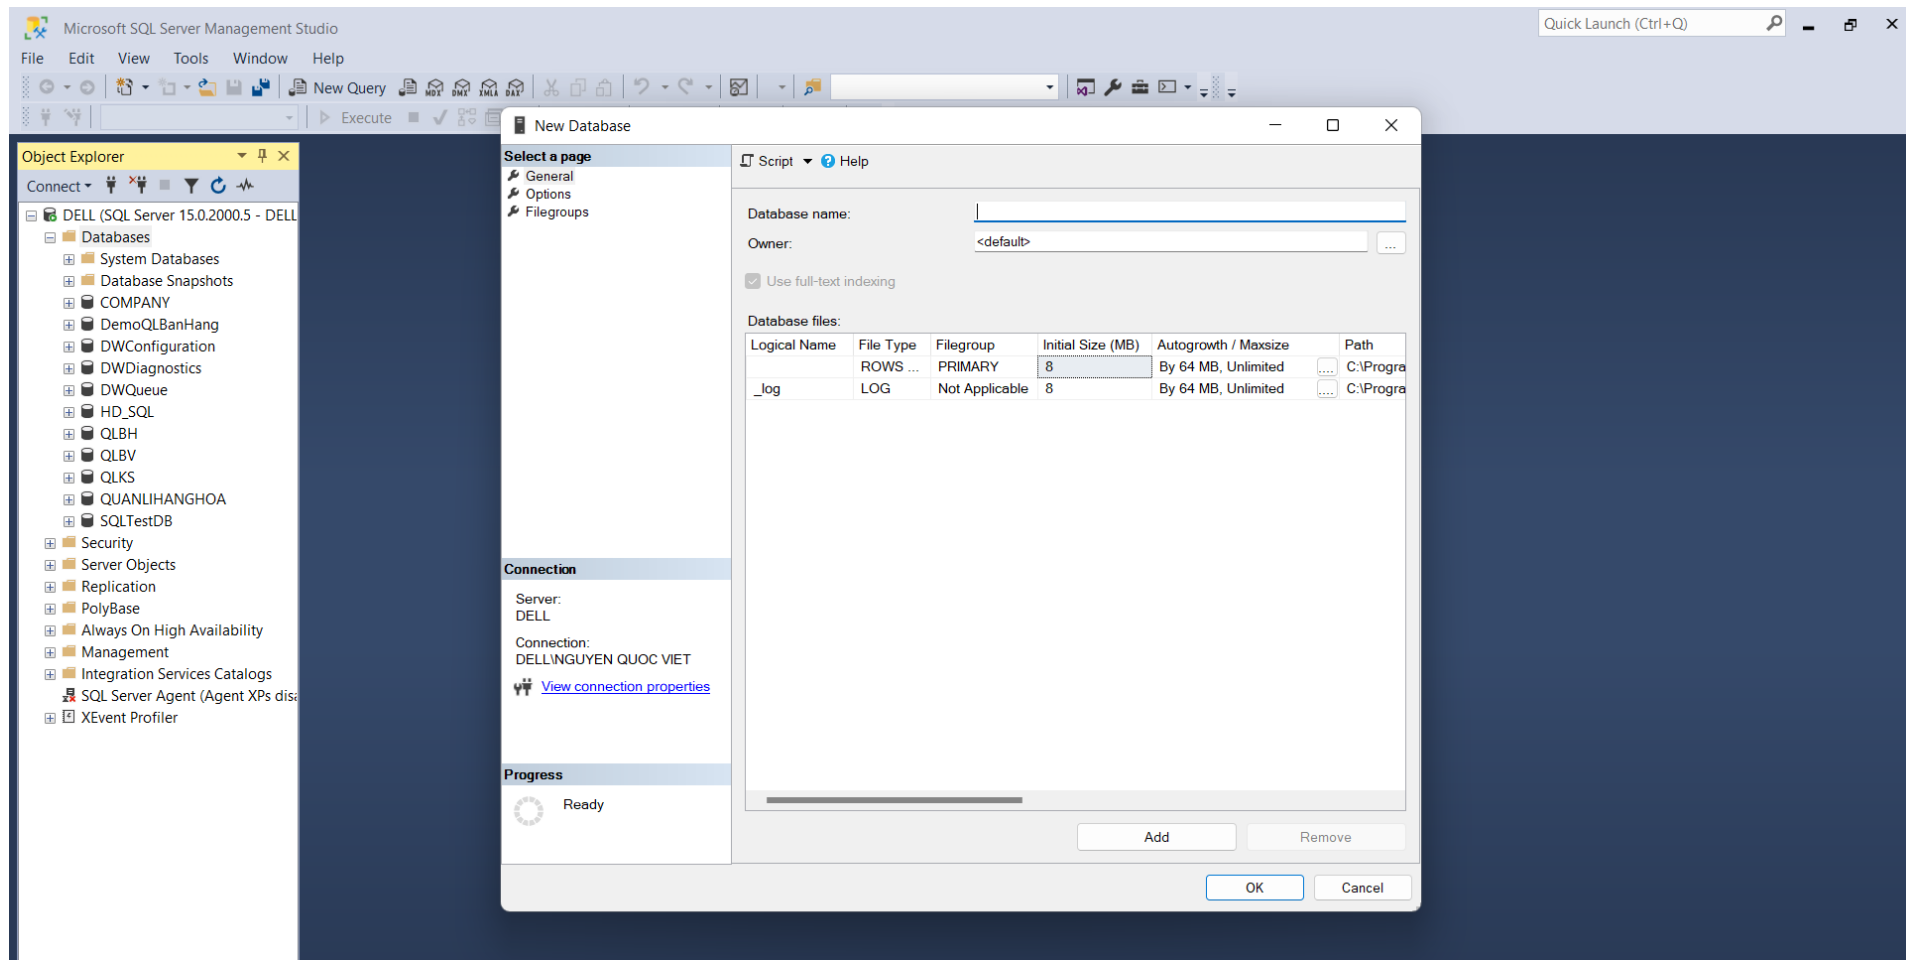 Microsoft SQL Server Management Studio
Quick Launch (Ctrl+Q)
File Edit View Tools Window Help
New Query MDX DMX XMLA DAX
Execute
Object Explorer
Connect
DELL (SQL Server 15.0.2000.5 - DELL
Databases
System Databases
Database Snapshots
COMPANY
DemoQLBanHang
DWConfiguration
DWDiagnostics
DWQueue
HD_SQL
QLBH
QLBV
QLKS
QUANLIHANGHOA
SQLTestDB
Security
Server Objects
Replication
PolyBase
Always On High Availability
Management
Integration Services Catalogs
SQL Server Agent (Agent XPs disa
XEvent Profiler
New Database
Select a page
General
Options
Filegroups
Connection
Server:
DELL
Connection:
DELL\NGUYEN QUOC VIET
View connection properties
Progress
Ready
Script ? Help
Database name:
Owner: <default> ...
Use full-text indexing
Database files:
Logical Name File Type Filegroup Initial Size (MB) Autogrowth / Maxsize Path
ROWS ... PRIMARY 8 By 64 MB, Unlimited .... C:\Progra
_log LOG Not Applicable 8 By 64 MB, Unlimited .... C:\Progra
Add Remove
OK Cancel